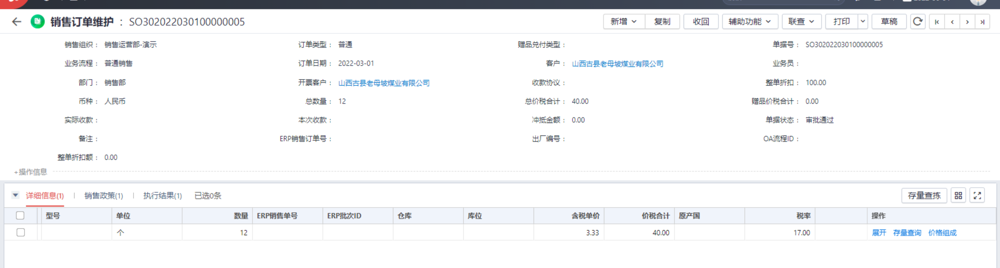 销售订单维护 : SO302022030100000005 新增 复制 收回 辅助功能 联查 打印 草稿
销售组织: 销售运营部-演示 订单类型: 普通 赠品兑付类型: 单据号: SO302022030100000005
业务流程: 普通销售 订单日期: 2022-03-01 客户: 山西古县老母坡煤业有限公司 业务员:
部门: 销售部 开票客户: 山西古县老母坡煤业有限公司 收款协议: 整单折扣: 100.00
币种: 人民币 总数量: 12 总价税合计: 40.00 赠品价税合计: 0.00
实际收款: 本次收款: 冲抵金额: 0.00 单据状态: 审批通过
备注: ERP销售订单号: 出厂编号: OA流程ID:
整单折扣额: 0.00
+操作信息
详细信息(1) 销售政策(1) 执行结果(1) 已选0条 存量查拣
型号 单位 数量 ERP销售单号 ERP批次ID 仓库 库位 含税单价 价税合计 原产国 税率 操作
个 12 3.33 40.00 17.00 展开 存量查询 价格组成